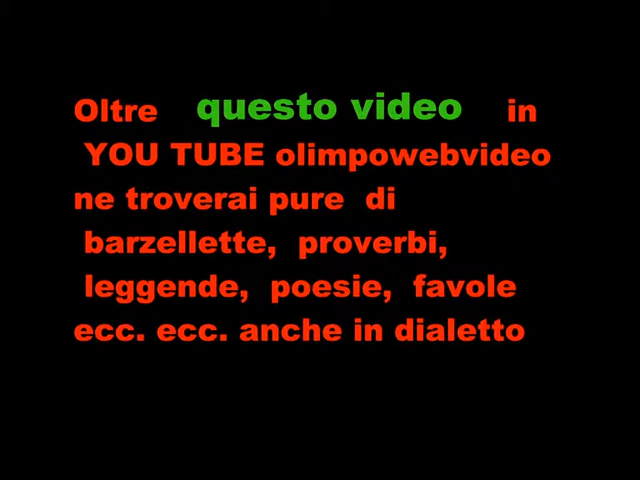 Oltre questo video in
YOU TUBE olimpowebvideo
ne troverai pure di
barzellette, proverbi,
leggende, poesie, favole
ecc. ecc. anche in dialetto